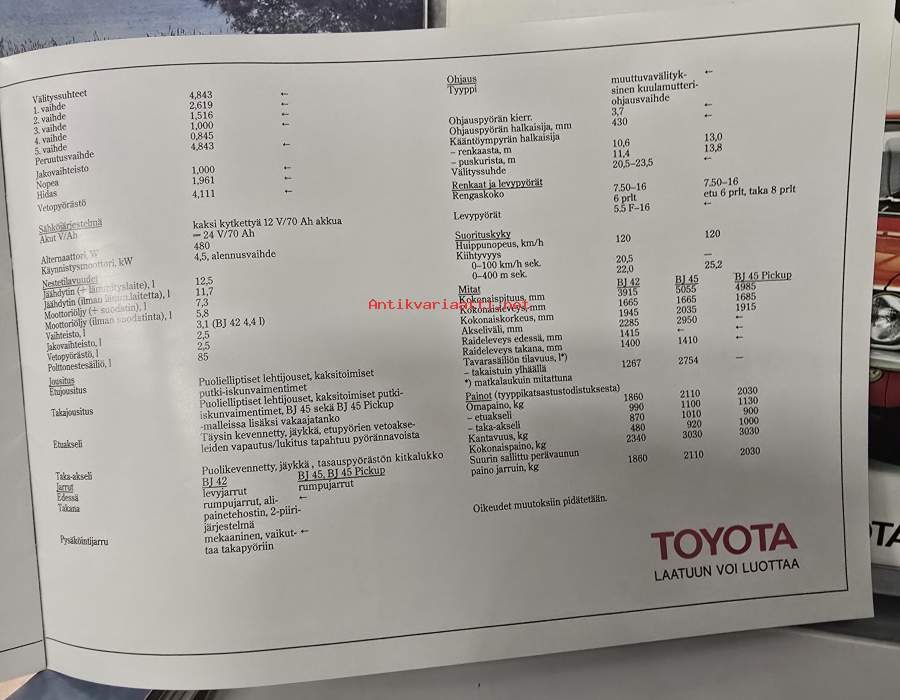 Välityssuhteet
1. vaihde 4,843 ←
2. vaihde 2,619 ←
3. vaihde 1,516 ←
4. vaihde 1,000 ←
5. vaihde 0,845
Peruutusvaihde 4,843 ←
Jakovaihteisto
Nopea 1,000 ←
Hidas 1,961 ←
Vetopyörästö 4,111 ←
Sähköjärjestelmä
Akut V/Ah kaksi kytkettyä 12 V/70 Ah akkua
— 24 V/70 Ah
Alternaattori, W 480
Käynnistysmoottori, kW 4,5, alennusvaihde
Nestetilavuudet
Jäähdytin (+ lämmityslaite), l 12,5
Jäähdytin (ilman lämm.laitetta), l 11,7
Moottoriöljy (+ suodatin), l 7,3
Moottoriöljy (ilman suodatinta), l 5,8
Vaihteisto, l 3,1 (BJ 42 4,4 l)
Jakovaihteisto, l 2,5
Vetopyörästö, l 2,5
Polttonestesäiliö, l 85
Jousitus
Etujousitus Puolielliptiset lehtijouset, kaksitoimiset
putki-iskunvaimentimet
Takajousitus Puolielliptiset lehtijouset, kaksitoimiset putki-
iskunvaimentimet, BJ 45 sekä BJ 45 Pickup
-malleissa lisäksi vakaajatanko
Etuakseli Täysin kevennetty, jäykkä, etupyörien vetoakse-
leiden vapautus/lukitus tapahtuu pyörännavoista
Taka-akseli Puolikevennetty, jäykkä, tasauspyörästön kitkalukko
Jarrut BJ 42 BJ 45, BJ 45 Pickup
Edessä levyjarrut rumpujarrut
Takana rumpujarrut, ali- ←
painetehostin, 2-piiri-
järjestelmä
Pysäköintijarru mekaaninen, vaikut- ←
taa takapyöriin
Ohjaus
Tyyppi muuttuvavälityk- ←
sinen kuulamutteri-
ohjausvaihde
Ohjauspyörän kierr. 3,7 ←
Ohjauspyörän halkaisija, mm 430 ←
Kääntöympyrän halkaisija
– renkaasta, m 10,6 13,0
– puskurista, m 11,4 13,8
Välityssuhde 20,5–23,5 ←
Renkaat ja levypyörät
Rengaskoko 7.50–16 7.50–16
6 prlt etu 6 prlt, taka 8 prlt
Levypyörät 5.5 F–16 ←
Suorituskyky
Huippunopeus, km/h 120 120
Kiihtyvyys
0–100 km/h sek. 20,5 —
0–400 m sek. 22,0 25,2
Mitat BJ 42 BJ 45 BJ 45 Pickup
Kokonaispituus, mm 3915 5055 4985
Kokonaisleveys, mm 1665 1665 1685
Kokonaiskorkeus, mm 1945 2035 1915
Akseliväli, mm 2285 2950 ←
Raideleveys edessä, mm 1415 ← ←
Raideleveys takana, mm 1400 1410 ←
Tavarasäiliön tilavuus, l*)
– takaistuin ylhäällä 1267 2754 —
*) matkalaukuin mitattuna
Painot (tyyppikatsastustodistuksesta)
Omapaino, kg 1860 2110 2030
– etuakseli 990 1100 1130
– taka-akseli 870 1010 900
Kantavuus, kg 480 920 1000
Kokonaispaino, kg 2340 3030 3030
Suurin sallittu perävaunun
paino jarruin, kg 1860 2110 2030
Oikeudet muutoksiin pidätetään.
TOYOTA
LAATUUN VOI LUOTTAA
Antikvariaatti.net